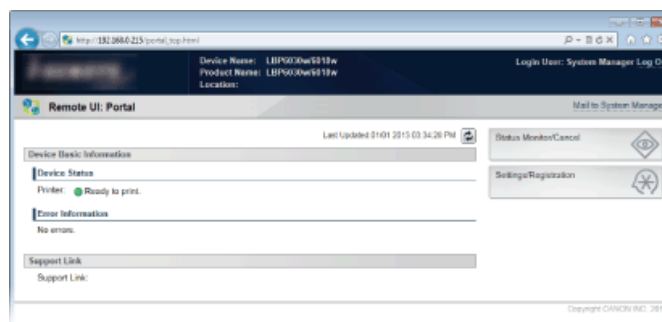 http://192.168.0.215/portal_top.html
Device Name: LBP6030w/6018w
Product Name: LBP6030w/6018w
Location:
Login User: System Manager Log O
Remote UI: Portal
Mail to System Manage
Last Updated 01/01 2013 03:34:26 PM
Device Basic Information
Device Status
Printer: Ready to print.
Error Information
No errors.
Support Link
Support Link:
Status Monitor/Cancel
Settings/Registration
Copyright CANON INC. 201